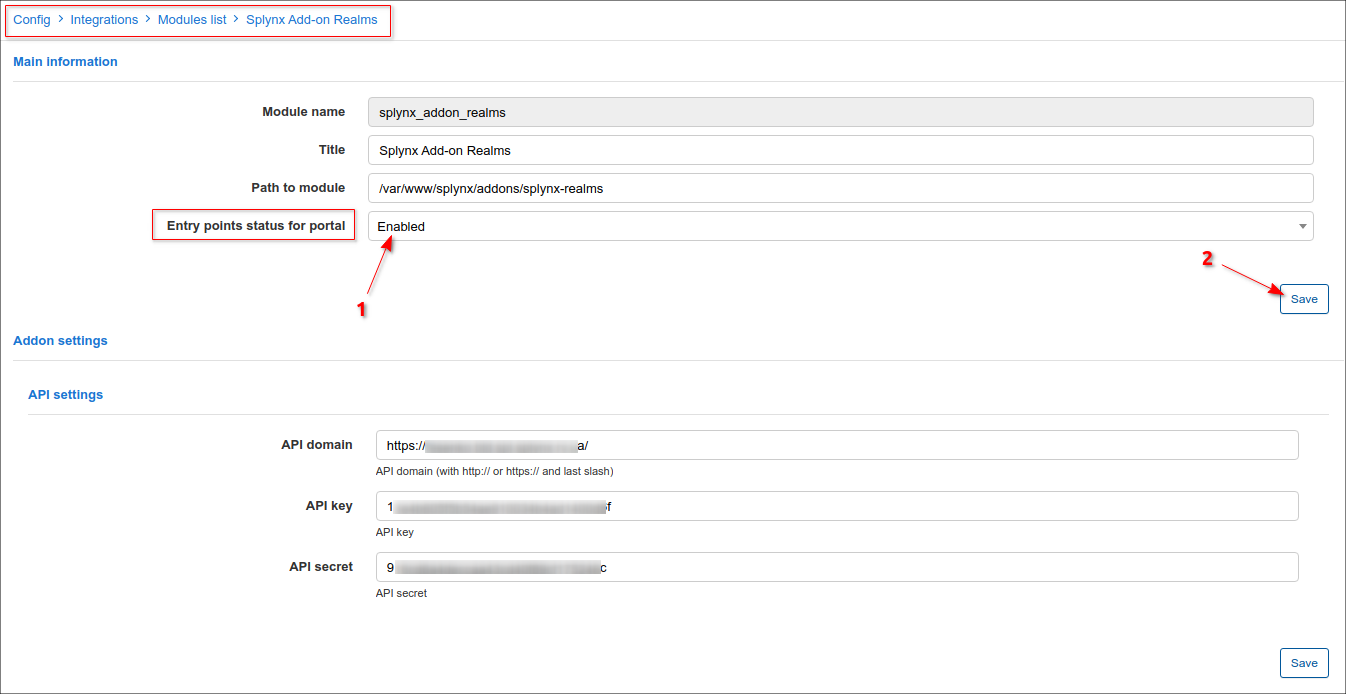 Config > Integrations > Modules list > Splynx Add-on Realms
Main information
Module name splynx_addon_realms
Title Splynx Add-on Realms
Path to module /var/www/splynx/addons/splynx-realms
Entry points status for portal Enabled
2
Save
1
Addon settings
API settings
API domain https:// a/
API domain (with http:// or https:// and last slash)
API key 1 f
API key
API secret 9 c
API secret
Save